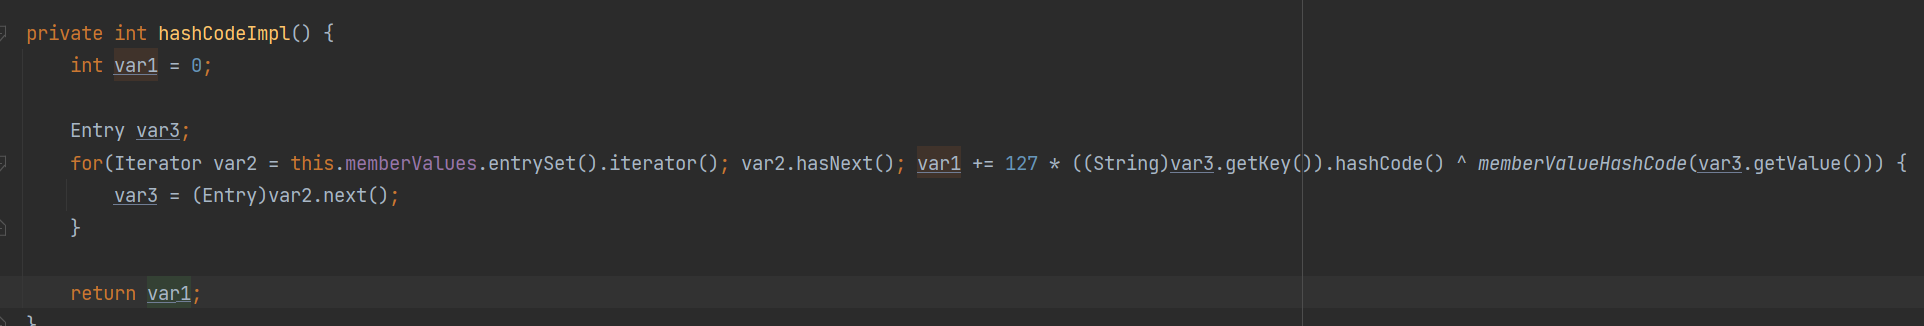 private int hashCodeImpl() {
int var1 = 0;
Entry var3;
for(Iterator var2 = this.memberValues.entrySet().iterator(); var2.hasNext(); var1 += 127 * ((String)var3.getKey()).hashCode() ^ memberValueHashCode(var3.getValue())) {
var3 = (Entry)var2.next();
}
return var1;
}